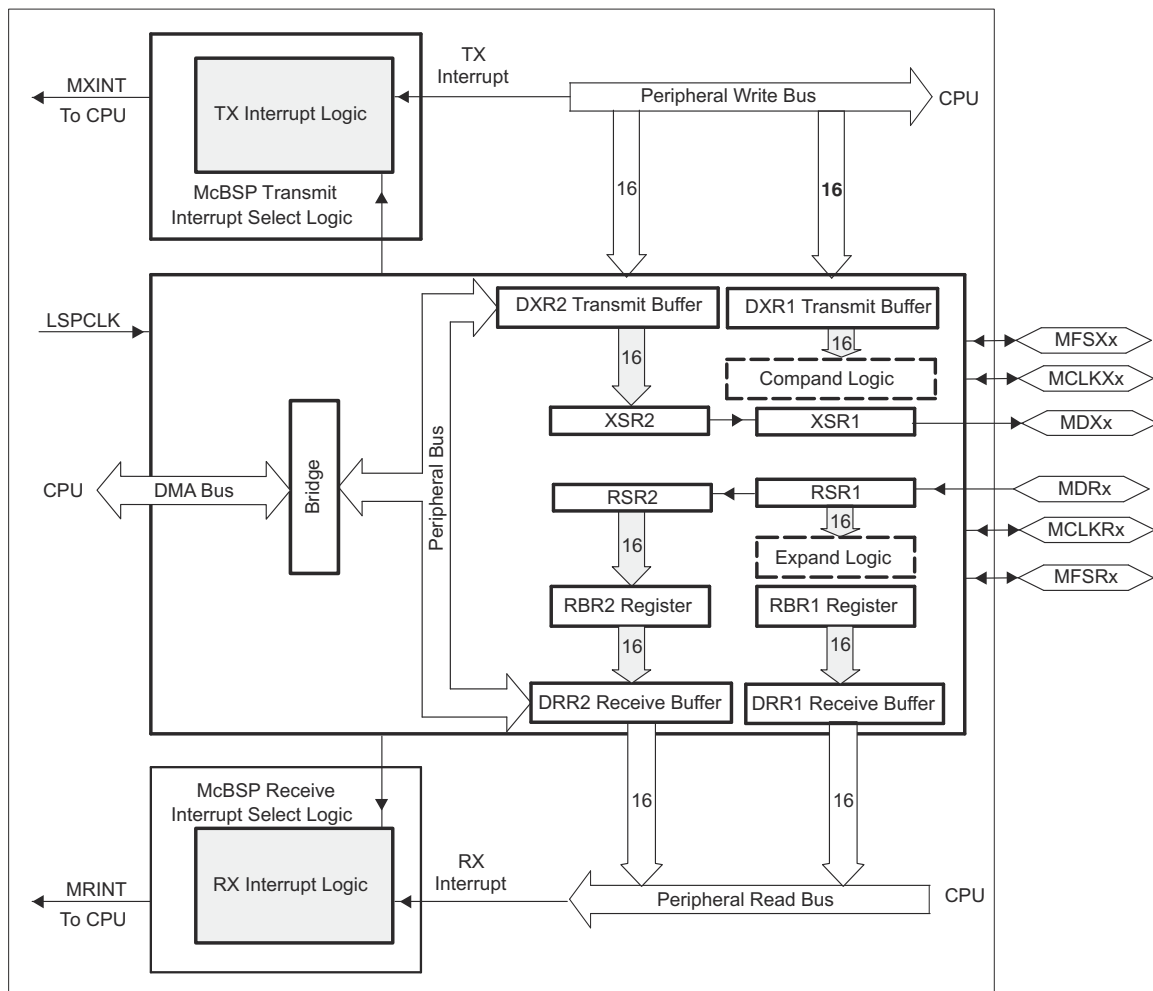 MXINT
To CPU
TX Interrupt Logic
McBSP Transmit
Interrupt Select Logic
TX
Interrupt
Peripheral Write Bus
CPU
16
16
LSPCLK
DXR2 Transmit Buffer
DXR1 Transmit Buffer
16
16
Compand Logic
XSR2
XSR1
MFSXx
MCLKXx
MDXx
CPU
DMA Bus
Bridge
Peripheral Bus
RSR2
RSR1
MDRx
16
16
Expand Logic
MCLKRx
MFSRx
RBR2 Register
RBR1 Register
16
16
DRR2 Receive Buffer
DRR1 Receive Buffer
16
16
McBSP Receive
Interrupt Select Logic
RX Interrupt Logic
MRINT
To CPU
RX
Interrupt
Peripheral Read Bus
CPU